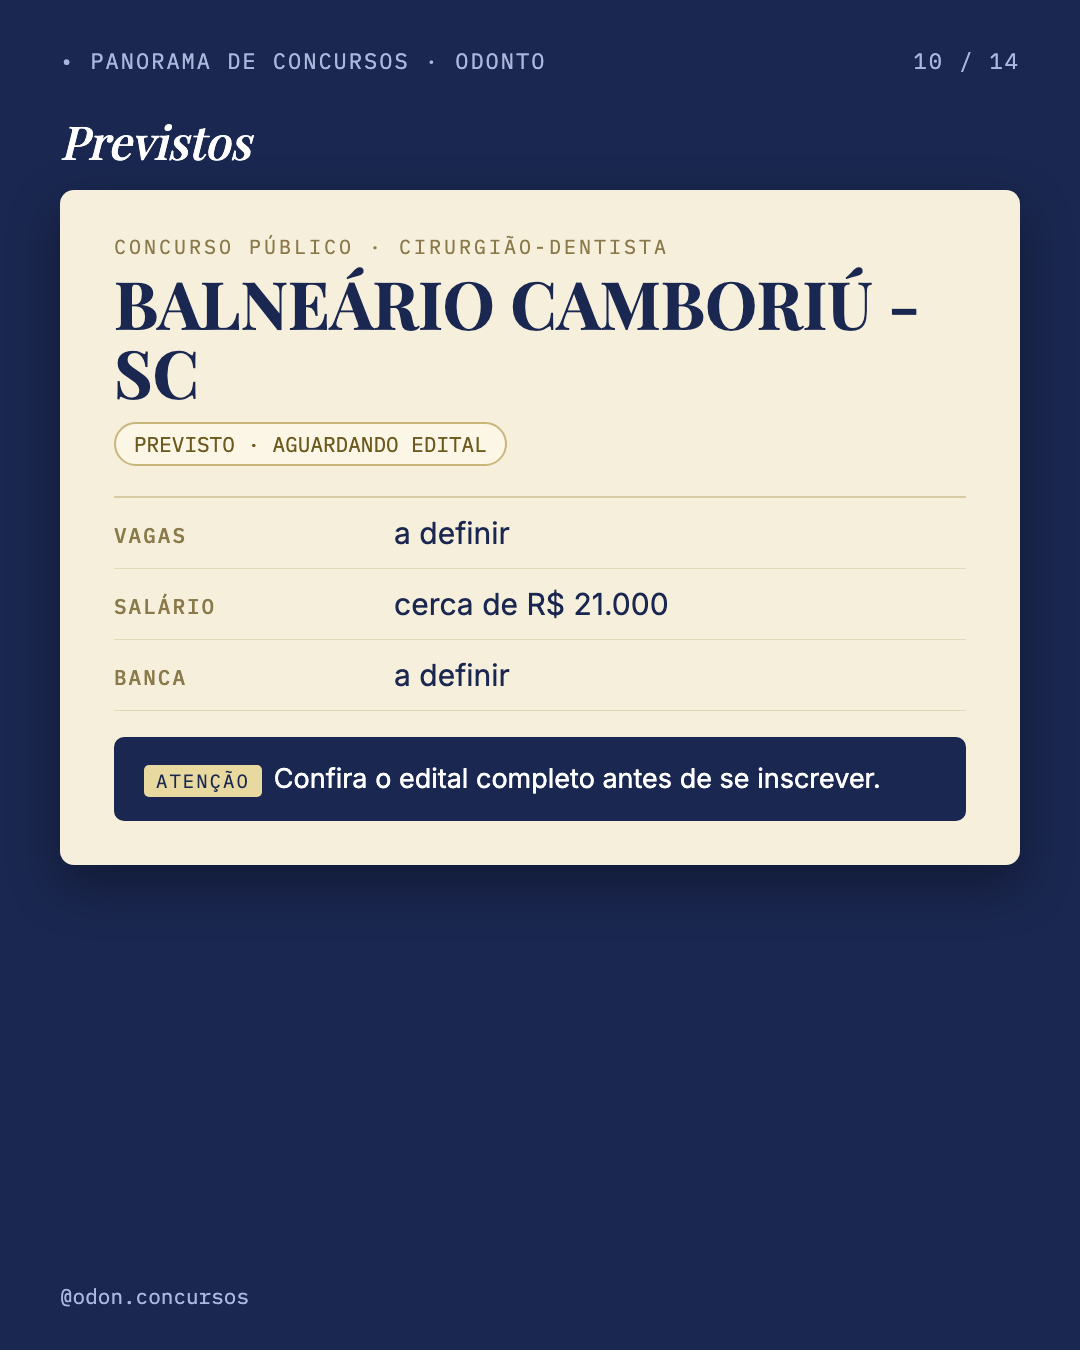 • PANORAMA DE CONCURSOS · ODONTO
10 / 14
Previstos
CONCURSO PÚBLICO · CIRURGIÃO-DENTISTA
BALNEÁRIO CAMBORIÚ -
SC
PREVISTO · AGUARDANDO EDITAL
VAGAS a definir
SALÁRIO cerca de R$ 21.000
BANCA a definir
ATENÇÃO Confira o edital completo antes de se inscrever.
@odon.concursos